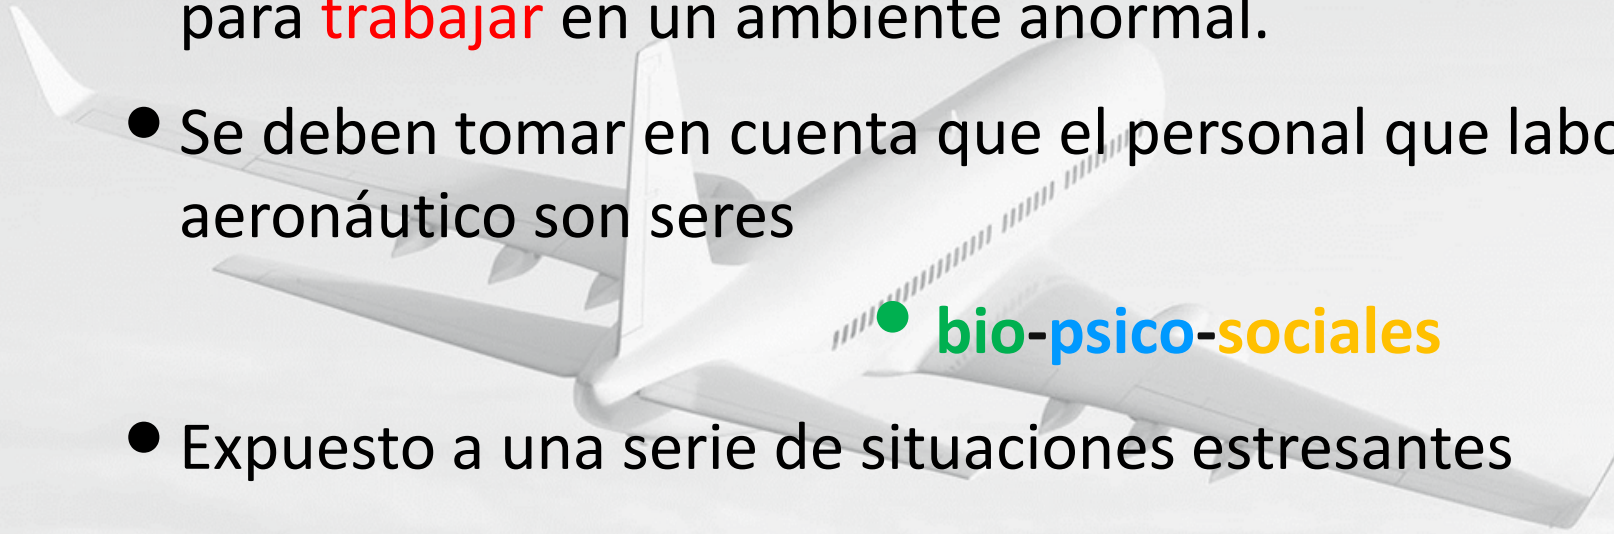 para trabajar en un ambiente anormal.
• Se deben tomar en cuenta que el personal que labo
aeronáutico son seres
• bio-psico-sociales
• Expuesto a una serie de situaciones estresantes